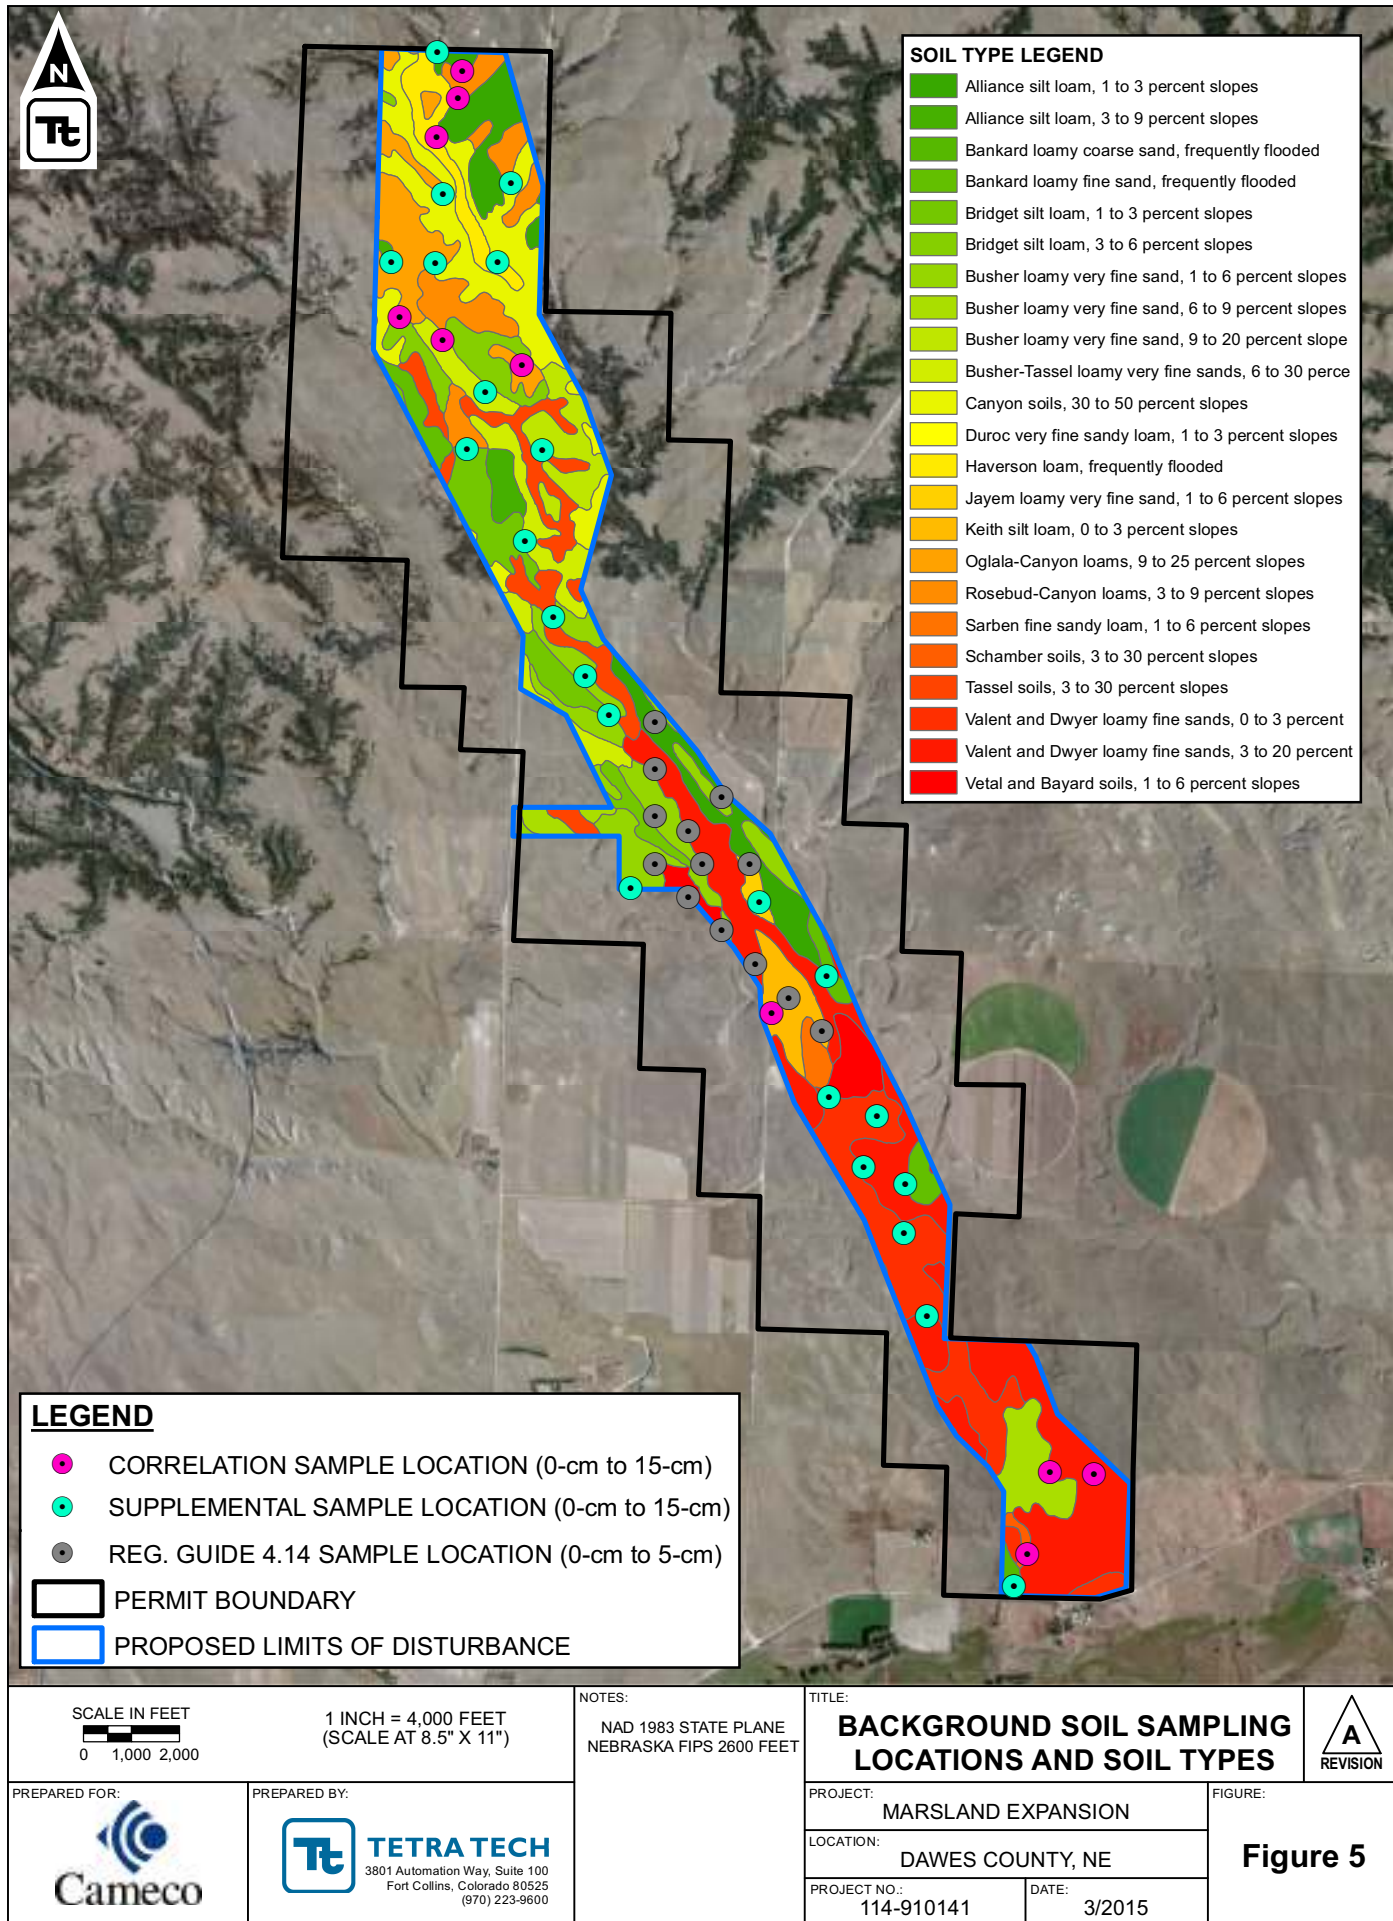 N
Tt
SOIL TYPE LEGEND
Alliance silt loam, 1 to 3 percent slopes
Alliance silt loam, 3 to 9 percent slopes
Bankard loamy coarse sand, frequently flooded
Bankard loamy fine sand, frequently flooded
Bridget silt loam, 1 to 3 percent slopes
Bridget silt loam, 3 to 6 percent slopes
Busher loamy very fine sand, 1 to 6 percent slopes
Busher loamy very fine sand, 6 to 9 percent slopes
Busher loamy very fine sand, 9 to 20 percent slope
Busher-Tassel loamy very fine sands, 6 to 30 perce
Canyon soils, 30 to 50 percent slopes
Duroc very fine sandy loam, 1 to 3 percent slopes
Haverson loam, frequently flooded
Jayem loamy very fine sand, 1 to 6 percent slopes
Keith silt loam, 0 to 3 percent slopes
Oglala-Canyon loams, 9 to 25 percent slopes
Rosebud-Canyon loams, 3 to 9 percent slopes
Sarben fine sandy loam, 1 to 6 percent slopes
Schamber soils, 3 to 30 percent slopes
Tassel soils, 3 to 30 percent slopes
Valent and Dwyer loamy fine sands, 0 to 3 percent
Valent and Dwyer loamy fine sands, 3 to 20 percent
Vetal and Bayard soils, 1 to 6 percent slopes
LEGEND
CORRELATION SAMPLE LOCATION (0-cm to 15-cm)
SUPPLEMENTAL SAMPLE LOCATION (0-cm to 15-cm)
REG. GUIDE 4.14 SAMPLE LOCATION (0-cm to 5-cm)
PERMIT BOUNDARY
PROPOSED LIMITS OF DISTURBANCE
SCALE IN FEET
0 1,000 2,000
1 INCH = 4,000 FEET
(SCALE AT 8.5" X 11")
NOTES:
NAD 1983 STATE PLANE
NEBRASKA FIPS 2600 FEET
TITLE:
BACKGROUND SOIL SAMPLING
LOCATIONS AND SOIL TYPES
A
REVISION
PREPARED FOR:
Cameco
PREPARED BY:
Tt
TETRA TECH
3801 Automation Way, Suite 100
Fort Collins, Colorado 80525
(970) 223-9600
PROJECT:
MARSLAND EXPANSION
LOCATION:
DAWES COUNTY, NE
PROJECT NO.:
114-910141
DATE:
3/2015
FIGURE:
Figure 5